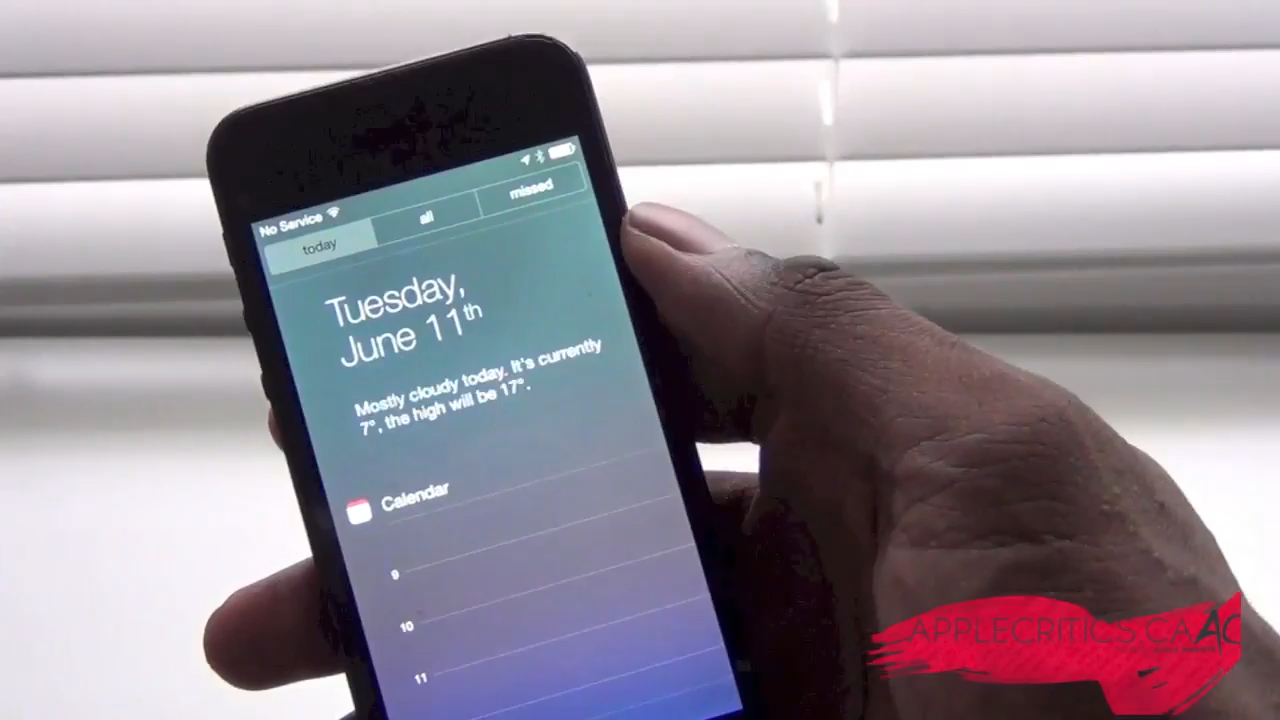 No Service
today
all
missed
Tuesday,
June 11th
Mostly cloudy today. It's currently
7°, the high will be 17°.
Calendar
9
10
11
APPLECRITICS.CA AC